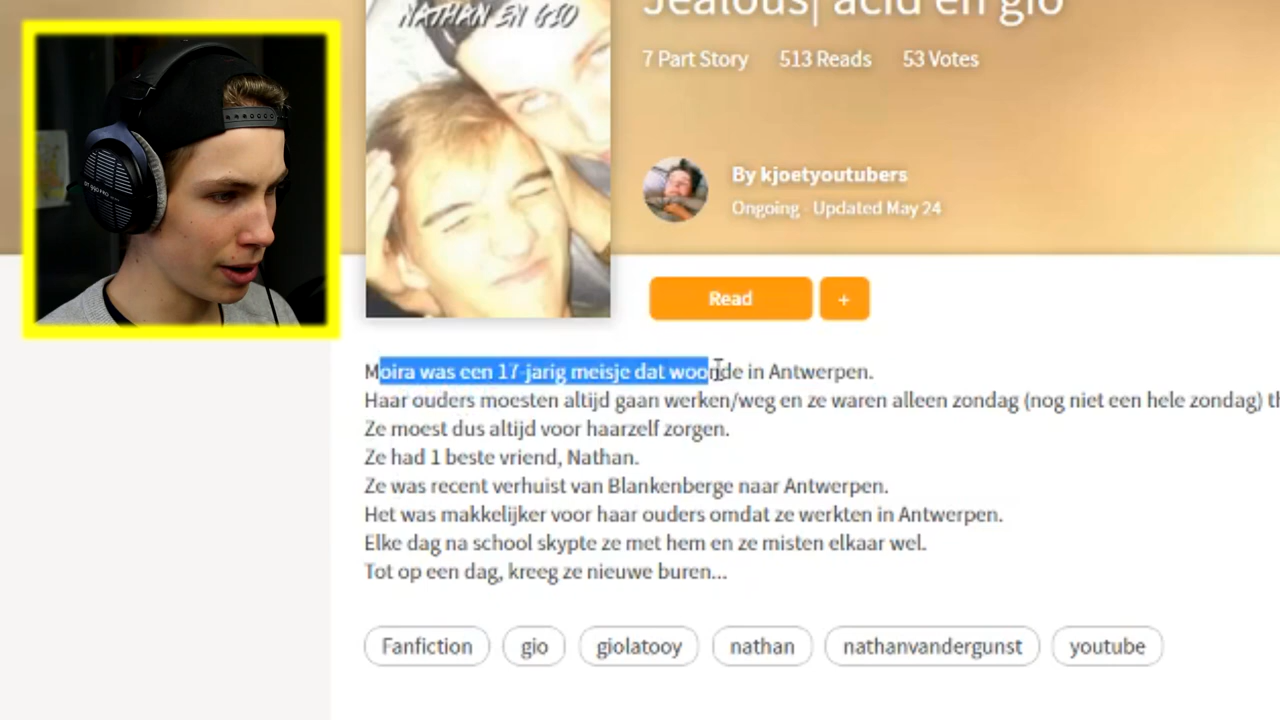 NATHAN EN GIO
Jealous| acid en gio
7 Part Story 513 Reads 53 Votes
By kjoetyoutubers
Ongoing · Updated May 24
Read +
Moira was een 17-jarig meisje dat woonde in Antwerpen.
Haar ouders moesten altijd gaan werken/weg en ze waren alleen zondag (nog niet een hele zondag)
Ze moest dus altijd voor haarzelf zorgen.
Ze had 1 beste vriend, Nathan.
Ze was recent verhuist van Blankenberge naar Antwerpen.
Het was makkelijker voor haar ouders omdat ze werkten in Antwerpen.
Elke dag na school skypte ze met hem en ze misten elkaar wel.
Tot op een dag, kreeg ze nieuwe buren...
Fanfiction gio giolatooy nathan nathanvandergunst youtube